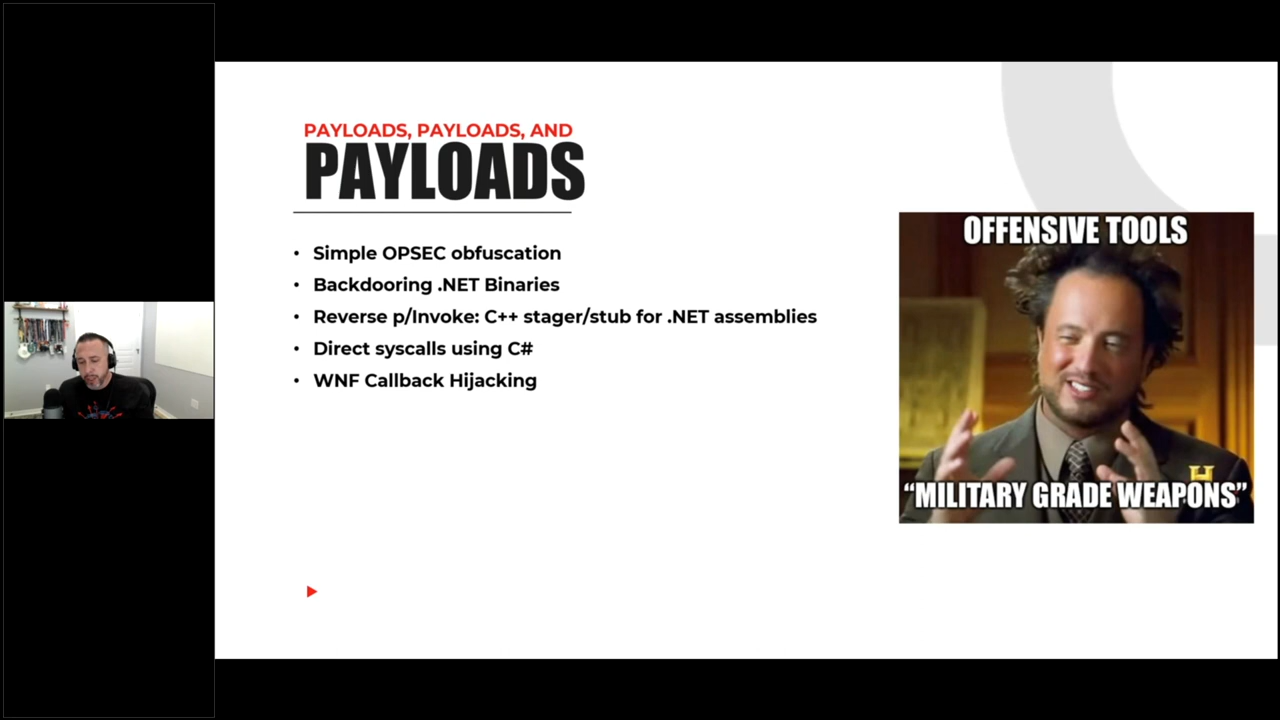 PAYLOADS, PAYLOADS, AND
PAYLOADS
• Simple OPSEC obfuscation
• Backdooring .NET Binaries
• Reverse p/Invoke: C++ stager/stub for .NET assemblies
• Direct syscalls using C#
• WNF Callback Hijacking
OFFENSIVE TOOLS
H
“MILITARY GRADE WEAPONS”